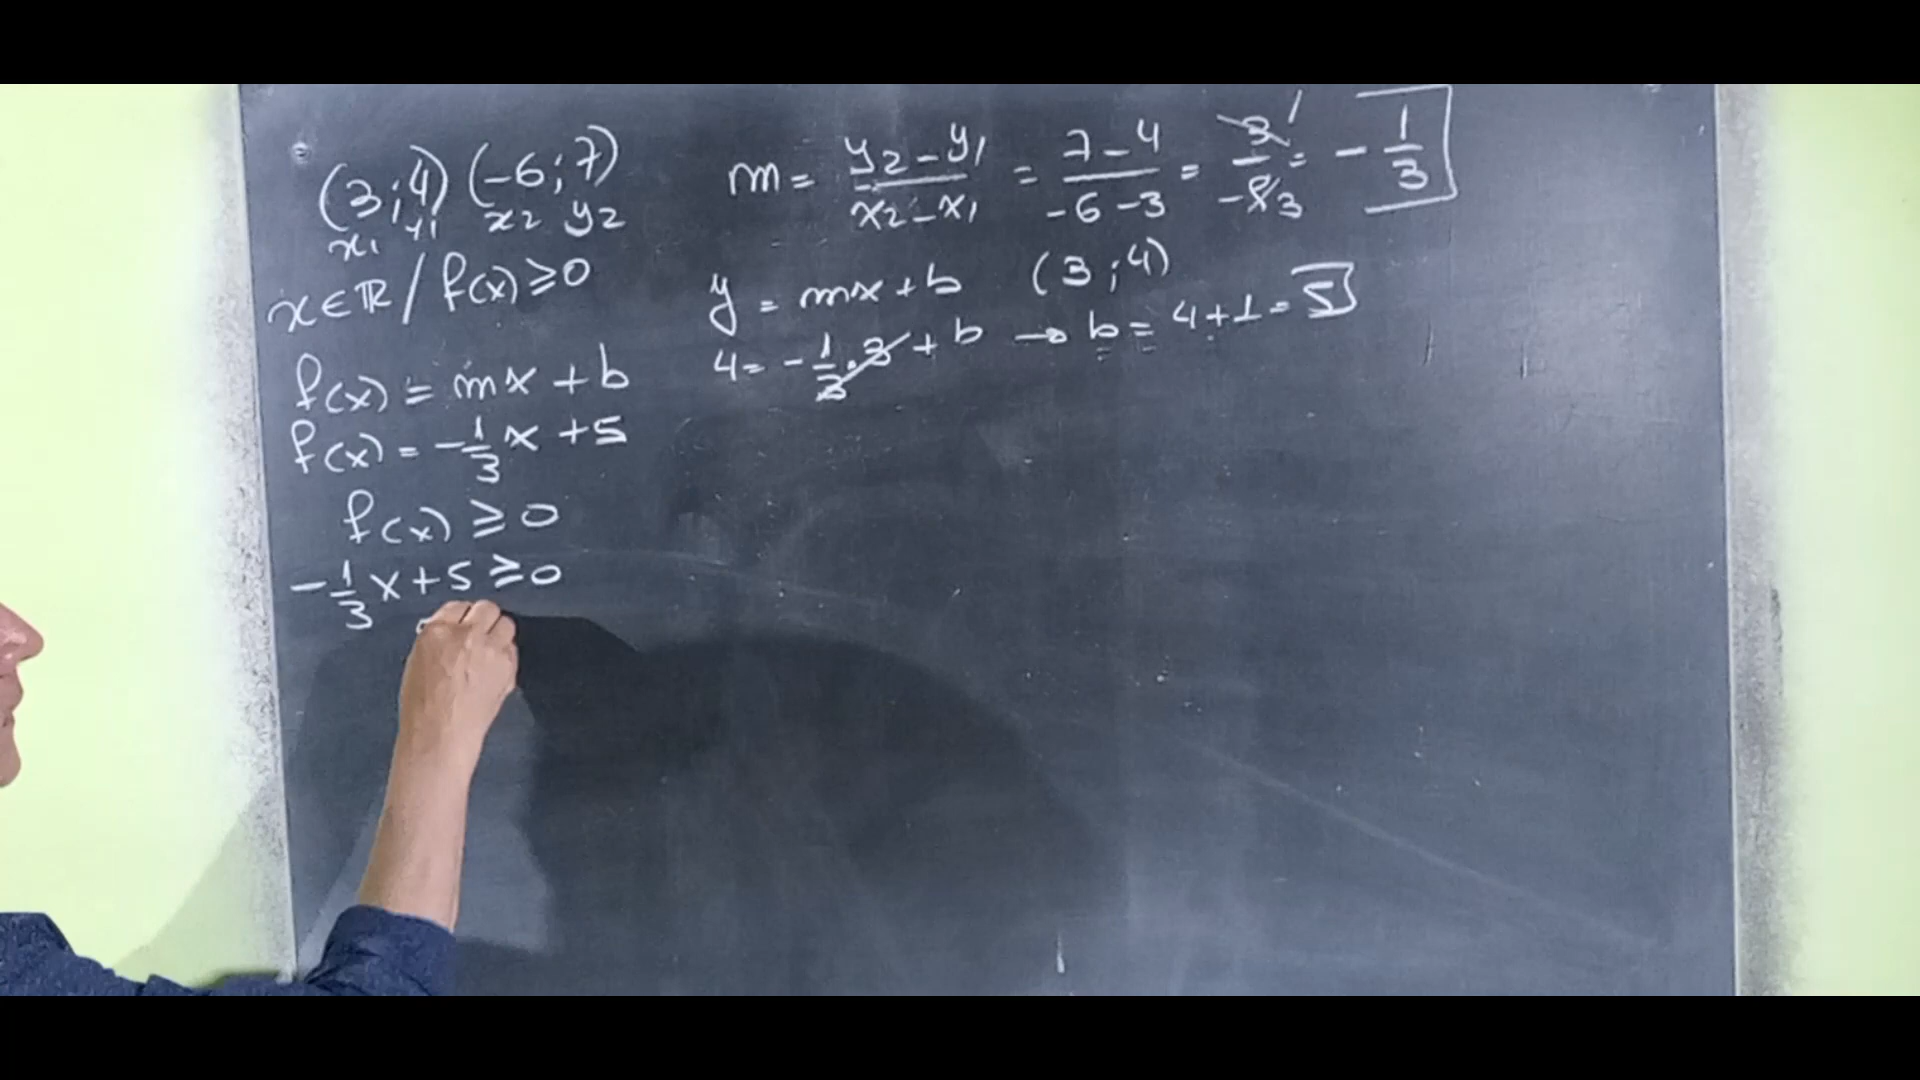 (3;4) (-6;7)
x₁ y₁ x₂ y₂
x∈ℝ / f(x) ≥ 0
f(x) = mx + b
f(x) = -1/3 x + 5
f(x) ≥ 0
-1/3 x + 5 ≥ 0
m = (y₂ - y₁)/(x₂ - x₁) = (7 - 4)/(-6 - 3) = 3/-9 = - 1/3
1 3
y = mx + b (3;4)
4 = -1/3 . 3 + b → b = 4 + 1 = 5